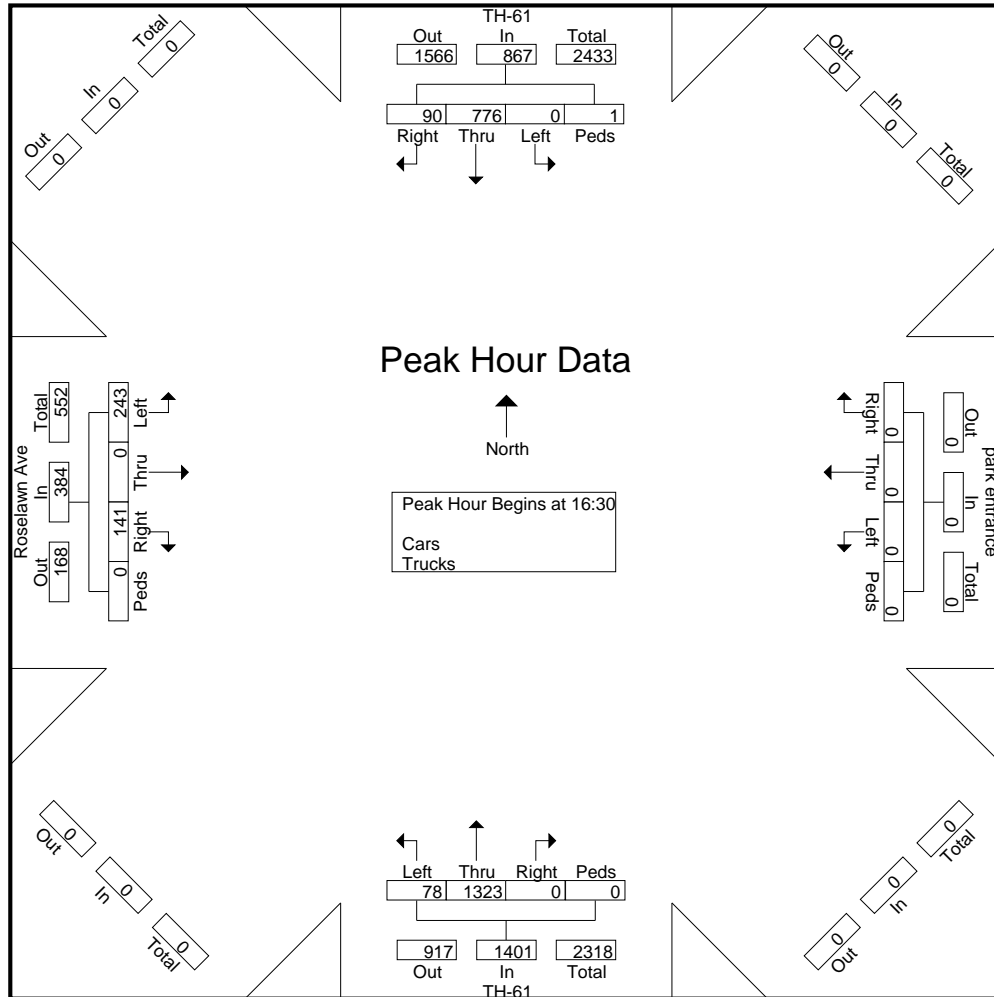 TH-61
Out In Total
1566 867 2433
90 776 0 1
Right Thru Left Peds
Total
0
In
0
Out
0
Out
0
In
0
Total
0
Peak Hour Data
North
Peak Hour Begins at 16:30
Cars
Trucks
Roselawn Ave
Out In Total
168 384 552
0 141 0 243
Peds Right Thru Left
park entrance
Out In Total
0 0 0
0 0 0 0
Right Thru Left Peds
0
Out
0
In
0
Total
0
Total
0
In
0
Out
Left Thru Right Peds
78 1323 0 0
917 1401 2318
Out In Total
TH-61